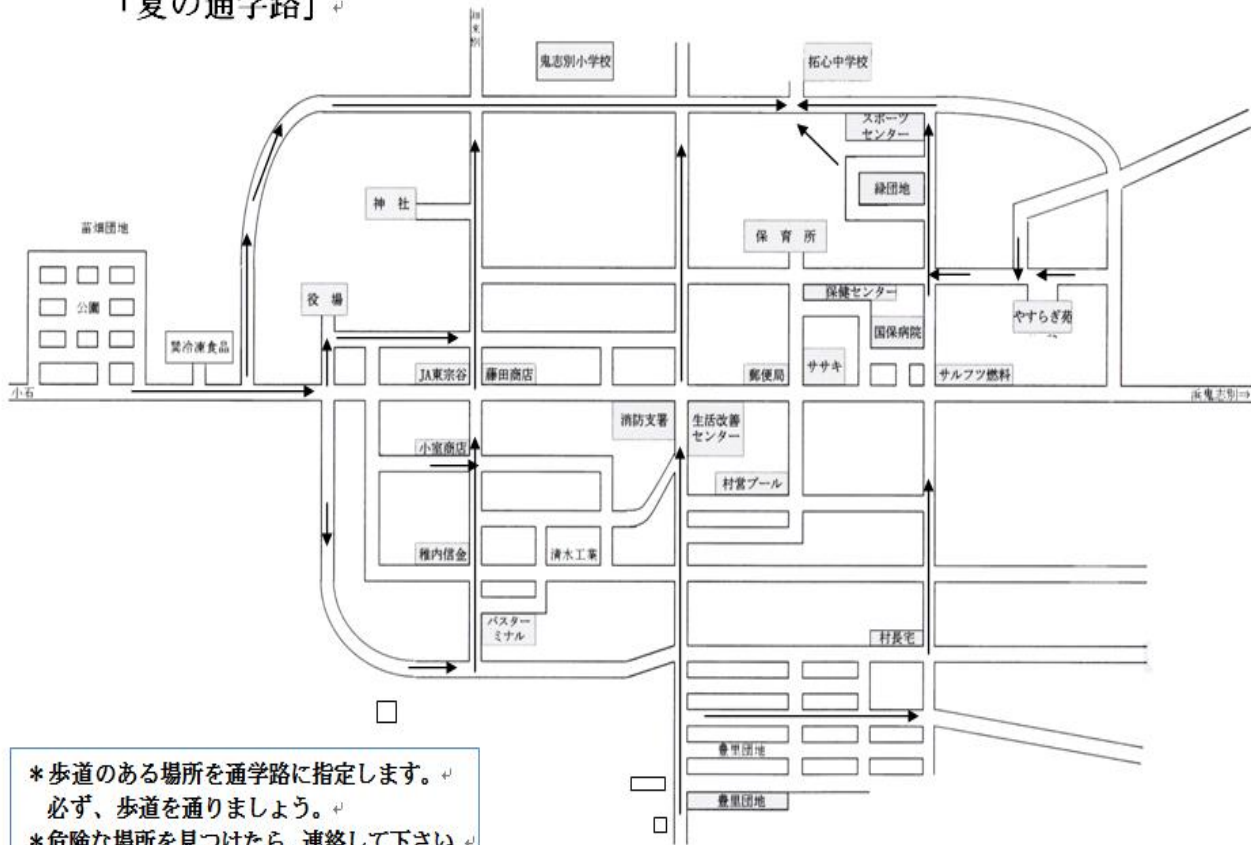 「夏の通学路」
鬼志別小学校
拓心中学校
スポーツ
センター
緑団地
神 社
苗畑団地
保 育 所
役 場
保健センター
公園
やすらぎ苑
国保病院
巽冷凍食品
JA東宗谷
藤田商店
郵便局
ササキ
サルフツ燃料
小石
浜鬼志別⇒
消防支署
生活改善
センター
小室商店
村営プール
稚内信金
清水工業
バスター
ミナル
村長宅
豊里団地
豊里団地
＊歩道のある場所を通学路に指定します。
必ず、歩道を通りましょう。
＊危険な場所を見つけたら、連絡して下さい